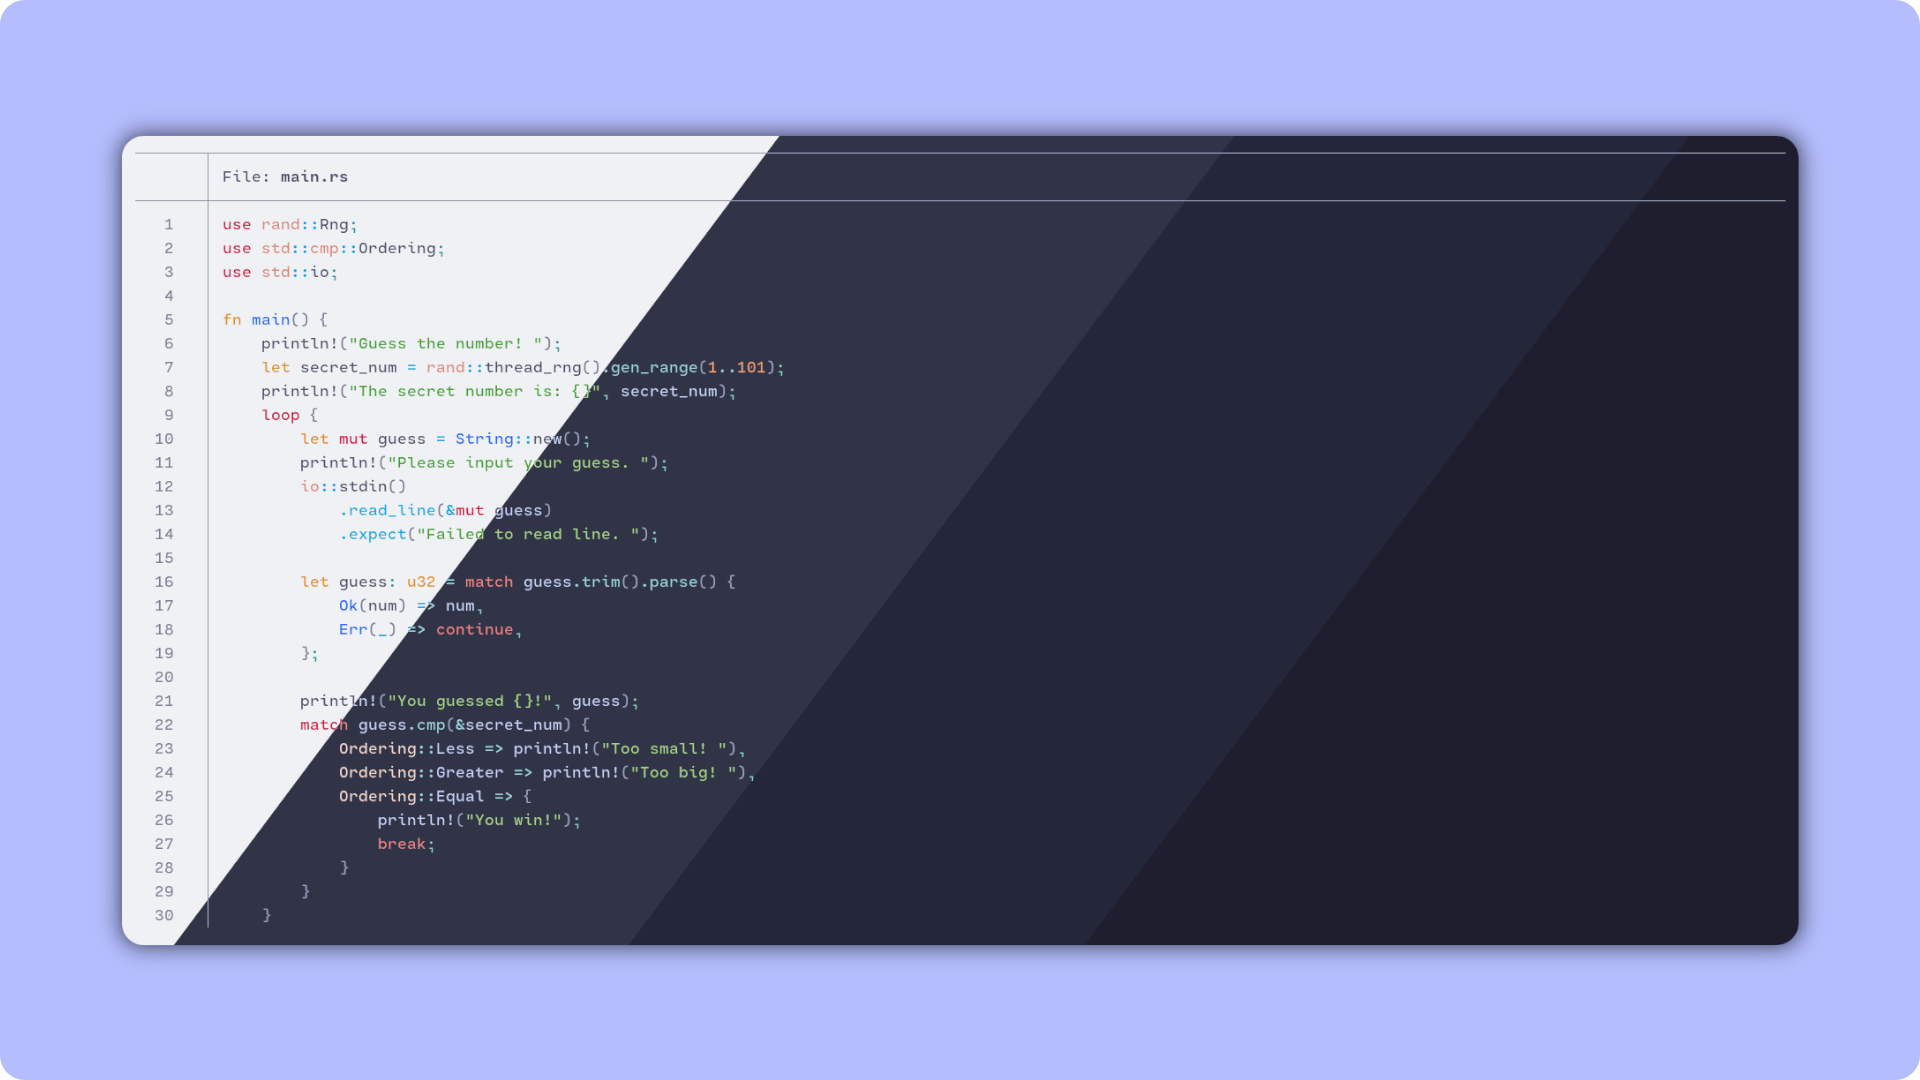 File: main.rs
1 use rand::Rng;
2 use std::cmp::Ordering;
3 use std::io;
4
5 fn main() {
6     println!("Guess the number! ");
7     let secret_num = rand::thread_rng().gen_range(1..101);
8     println!("The secret number is: {}", secret_num);
9     loop {
10         let mut guess = String::new();
11         println!("Please input your guess. ");
12         io::stdin()
13             .read_line(&mut guess)
14             .expect("Failed to read line. ");
15
16         let guess: u32 = match guess.trim().parse() {
17             Ok(num) => num,
18             Err(_) => continue,
19         };
20
21         println!("You guessed {}!", guess);
22         match guess.cmp(&secret_num) {
23             Ordering::Less => println!("Too small! "),
24             Ordering::Greater => println!("Too big! "),
25             Ordering::Equal => {
26                 println!("You win!");
27                 break;
28             }
29         }
30     }